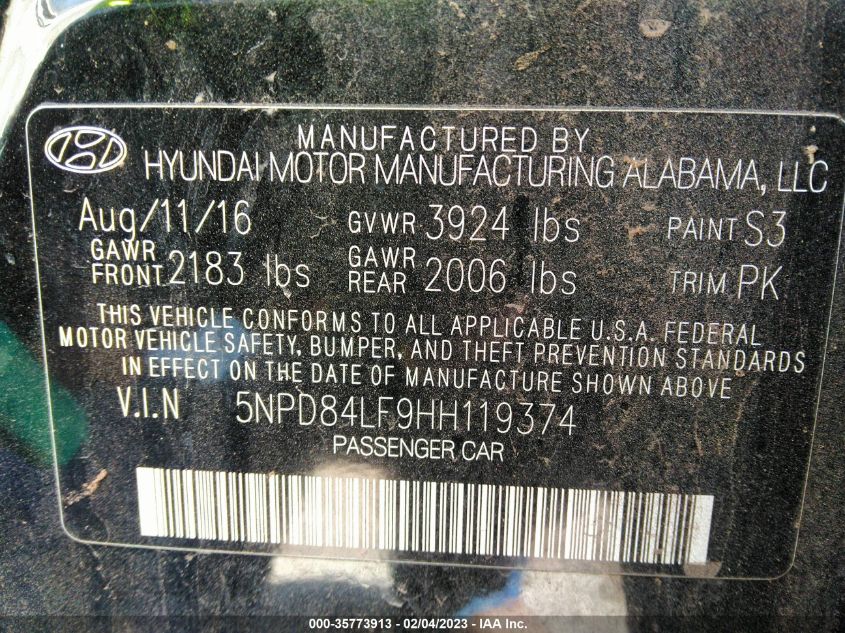 MANUFACTURED BY
HYUNDAI MOTOR MANUFACTURING ALABAMA, LLC
Aug/11/16 GVWR 3924 lbs PAINT S3
GAWR FRONT 2183 lbs GAWR REAR 2006 lbs TRIM PK
THIS VEHICLE CONFORMS TO ALL APPLICABLE U.S.A. FEDERAL
MOTOR VEHICLE SAFETY, BUMPER, AND THEFT PREVENTION STANDARDS
IN EFFECT ON THE DATE OF MANUFACTURE SHOWN ABOVE.
V.I.N 5NPD84LF9HH119374
PASSENGER CAR
000-35773913 - 02/04/2023 - IAA Inc.